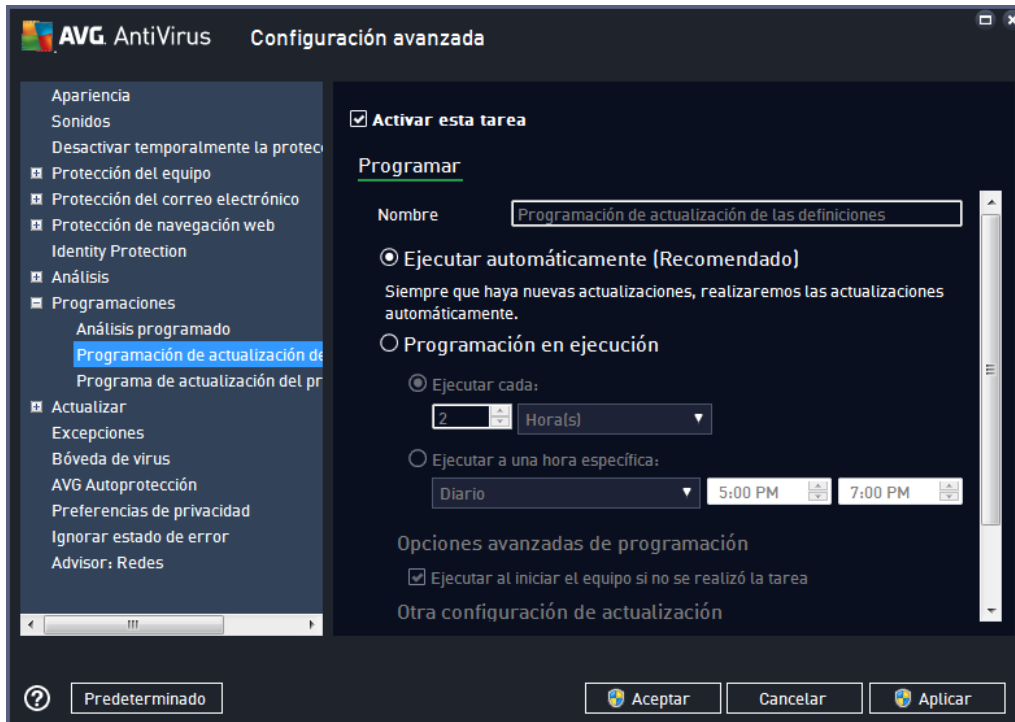 AVG. AntiVirus Configuración avanzada
Apariencia
Sonidos
Desactivar temporalmente la protec
Protección del equipo
Protección del correo electrónico
Protección de navegación web
Identity Protection
Análisis
Programaciones
Análisis programado
Programación de actualización de
Programa de actualización del pr
Actualizar
Excepciones
Bóveda de virus
AVG Autoprotección
Preferencias de privacidad
Ignorar estado de error
Advisor: Redes
Activar esta tarea
Programar
Nombre Programación de actualización de las definiciones
Ejecutar automáticamente (Recomendado)
Siempre que haya nuevas actualizaciones, realizaremos las actualizaciones
automáticamente.
Programación en ejecución
Ejecutar cada:
2 Hora(s)
Ejecutar a una hora específica:
Diario 5:00 PM 7:00 PM
Opciones avanzadas de programación
Ejecutar al iniciar el equipo si no se realizó la tarea
Otra configuración de actualización
? Predeterminado Aceptar Cancelar Aplicar